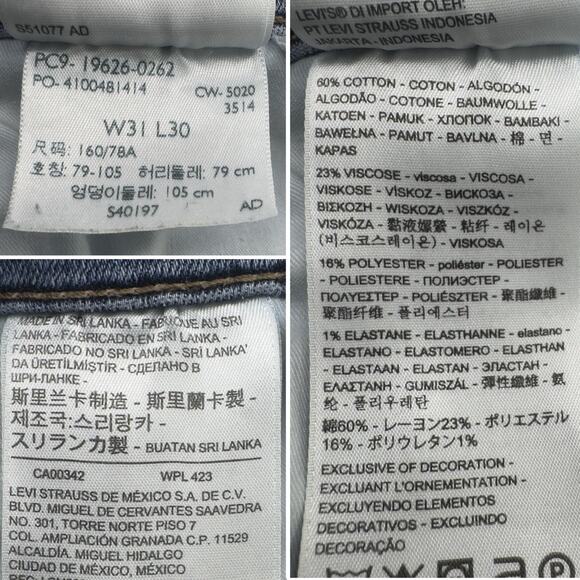 S51077 AD
PC9- 19626-0262
PO- 4100481414
CW- 5020
3514
W31 L30
尺码: 160/78A
호칭: 79-105 허리둘레: 79 cm
엉덩이둘레: 105 cm
S40197
AD
LEVI'S® DI IMPORT OLEH:
PT LEVI STRAUSS INDONESIA
JAKARTA - INDONESIA
60% COTTON - COTON - ALGODÓN -
ALGODÃO - COTONE - BAUMWOLLE -
KATOEN - PAMUK - ХЛОПОК - BAMBAKI -
BAWEŁNA - PAMUT - BAVLNA - 棉 - 면 -
KAPAS
23% VISCOSE - viscosa - VISCOSA -
VISKOSE - VİSKOZ - ВИСКОЗА -
ΒΙΣΚΟΖΗ - WISKOZA - VISZKÓZ -
VISKÓZA - 黏液嫘縈 - 粘纤 - 레이온
(비스코스레이온) - VISKOSA
16% POLYESTER - poliéster - POLIESTER
- POLIESTERE - ПОЛИЭСТЕР -
ΠΟΛΥΕΣΤΕΡ - POLIÉSZTER - 聚酯纖維 -
聚酯纤维 - 폴리에스터
1% ELASTANE - ELASTHANNE - elastano -
ELASTANO - ELASTOMERO - ELASTHAN
- ELASTAAN - ELASTAN - ЭЛАСТАН -
ΕΛΑΣΤΑΝΗ - GUMISZÁL - 彈性纖維 - 氨
纶 - 폴리우레탄
綿60% - レーヨン23% - ポリエステル
16% - ポリウレタン1%
EXCLUSIVE OF DECORATION -
EXCLUANT L'ORNEMENTATION -
EXCLUYENDO ELEMENTOS
DECORATIVOS - EXCLUINDO
DECORAÇÃO
MADE IN SRI LANKA - FABRIQUÉ AU SRI
LANKA - FABRICADO EN SRI LANKA -
FABRICADO NO SRI LANKA - SRİ LANKA'
DA ÜRETİLMİŞTİR - СДЕЛАНО В
ШРИ-ЛАНКЕ -
斯里兰卡制造 - 斯里蘭卡製 -
제조국:스리랑카 -
スリランカ製 - BUATAN SRI LANKA
CA00342 WPL 423
LEVI STRAUSS DE MÉXICO S.A. DE C.V.
BLVD. MIGUEL DE CERVANTES SAAVEDRA
NO. 301, TORRE NORTE PISO 7
COL. AMPLIACIÓN GRANADA C.P. 11529
ALCALDÍA. MIGUEL HIDALGO